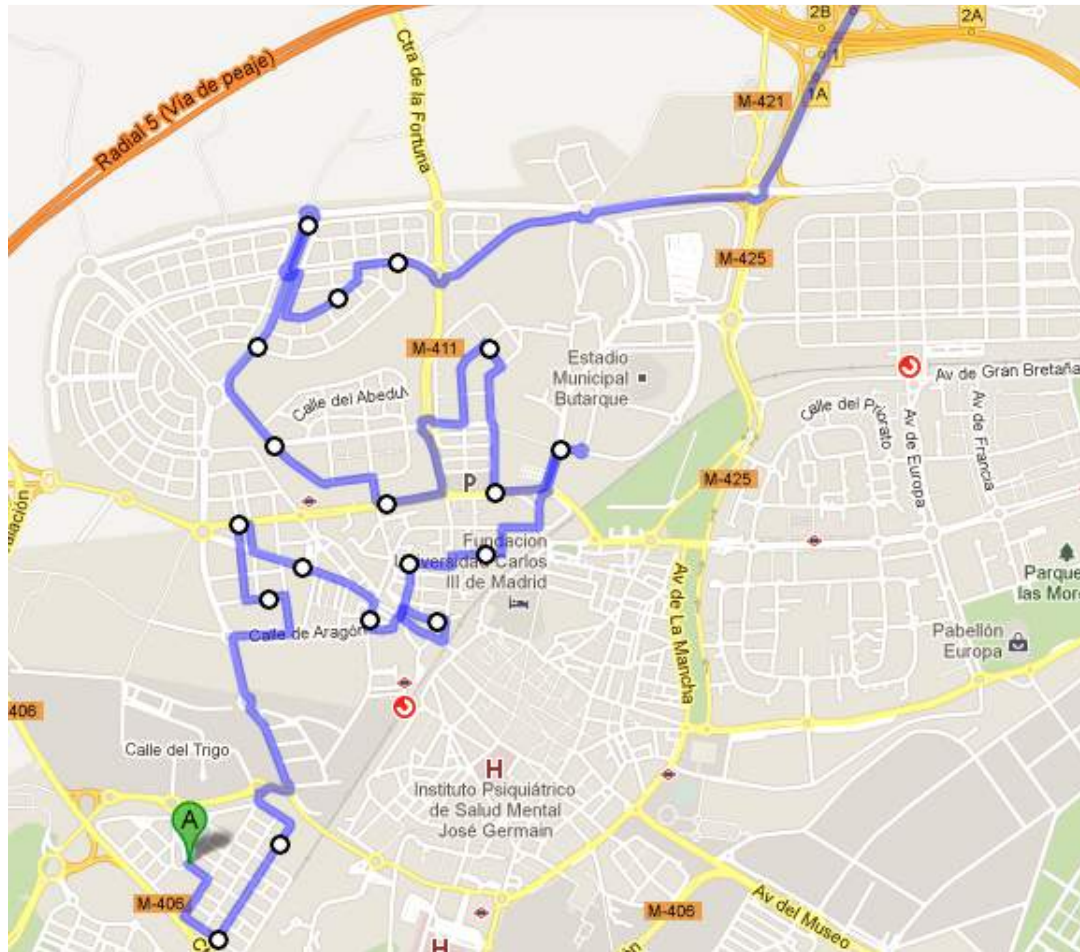 2B
2A
1
1A
M-421
Radial 5 (Vía de peaje)
Ctra de la Fortuna
M-425
M-411
Estadio
Municipal
Butarque
Av de Gran Bretaña
Calle del Abedul
Calle del Priorato
Av de Europa
Av de Francia
M-425
P
Fundacion
Universidad Carlos
III de Madrid
Parque
las Mor
Av de La Mancha
Calle de Aragón
Pabellón
Europa
406
Calle del Trigo
H
Instituto Psiquiátrico
de Salud Mental
José Germain
A
M-406
M-406
Av del Museo
H